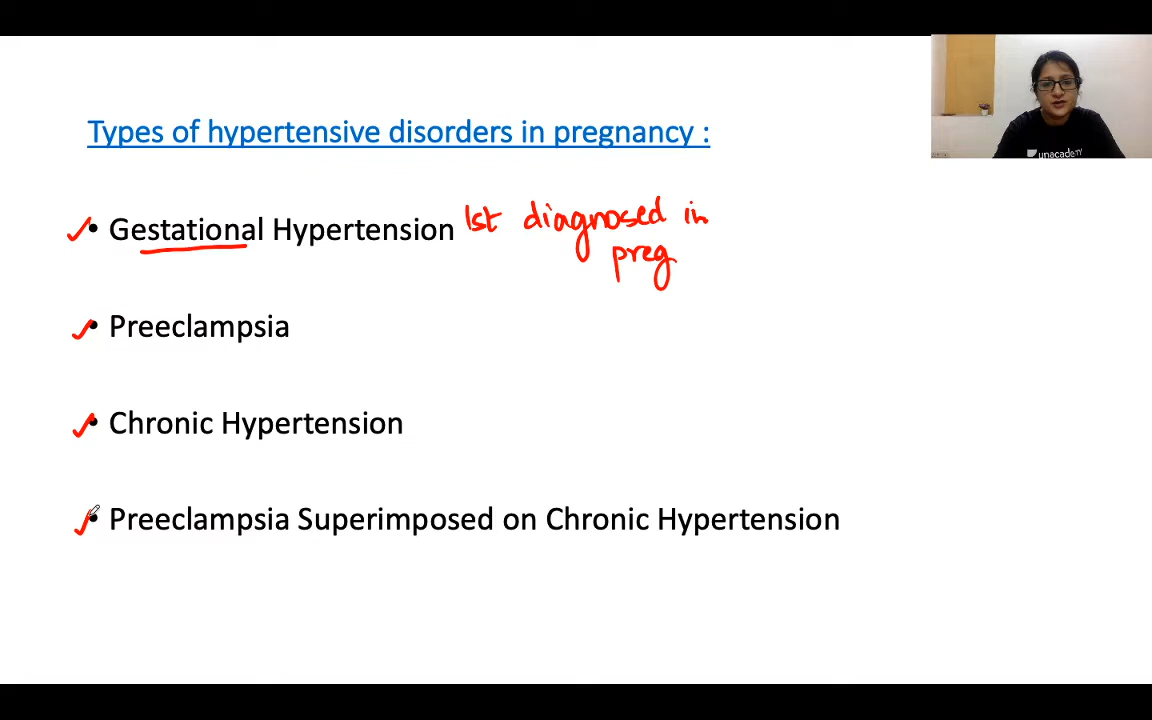 Types of hypertensive disorders in pregnancy :
• Gestational Hypertension 1st diagnosed in
preg
• Preeclampsia
• Chronic Hypertension
• Preeclampsia Superimposed on Chronic Hypertension
unacademy